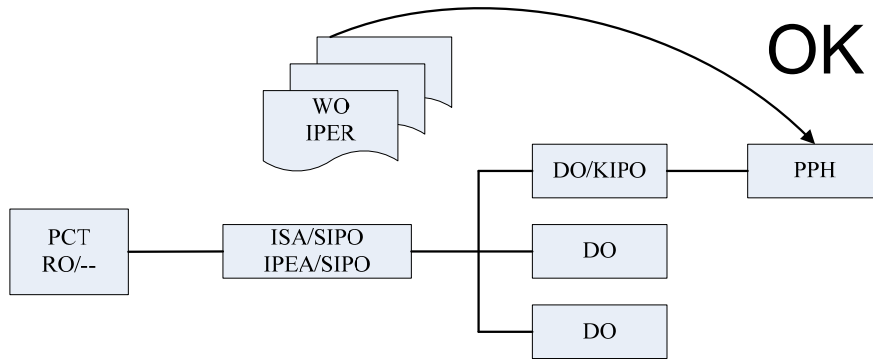 OK
WO
IPER
DO/KIPO
PPH
PCT
RO/--
ISA/SIPO
IPEA/SIPO
DO
DO